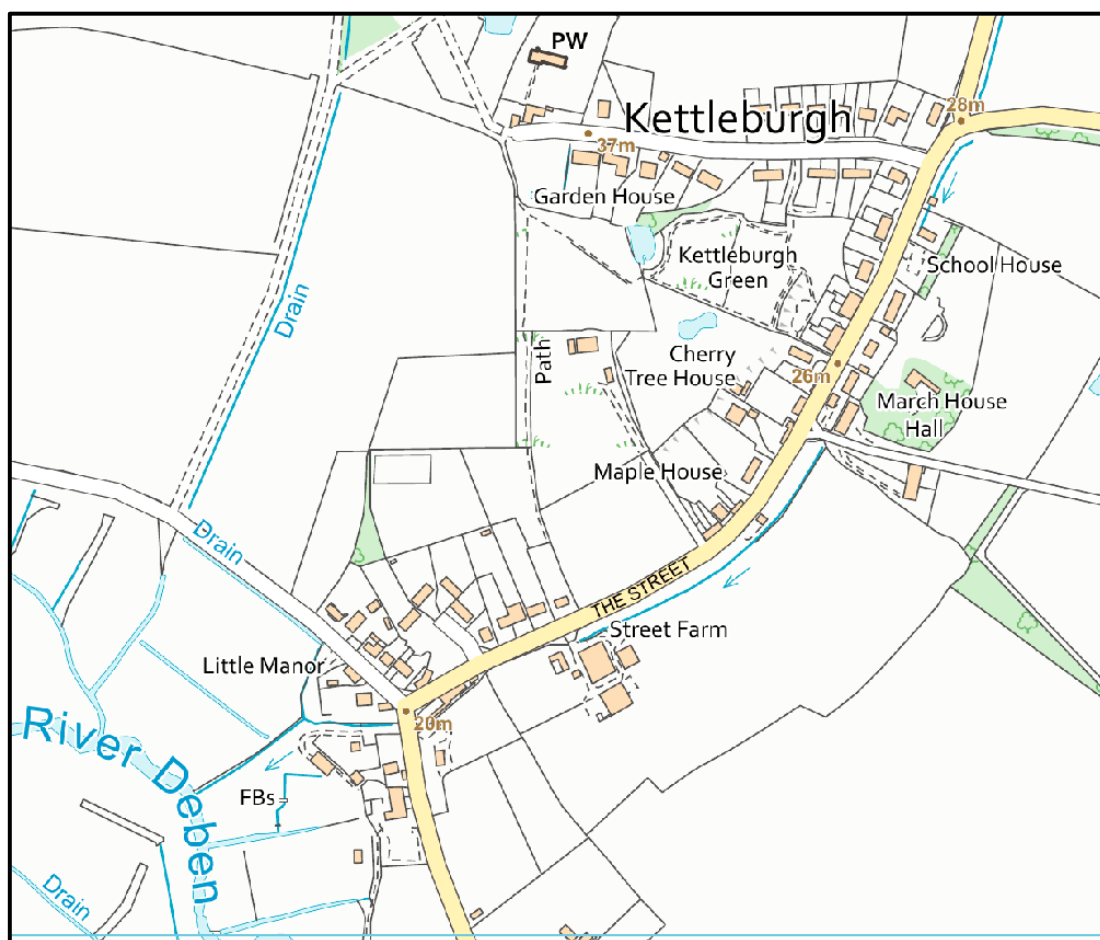 PW
Kettleburgh
28m
37m
Garden House
Kettleburgh
Green
School House
Drain
Path
Cherry
Tree House
26m
March House
Hall
Maple House
Drain
THE STREET
Street Farm
Little Manor
20m
River Deben
FBs
Drain